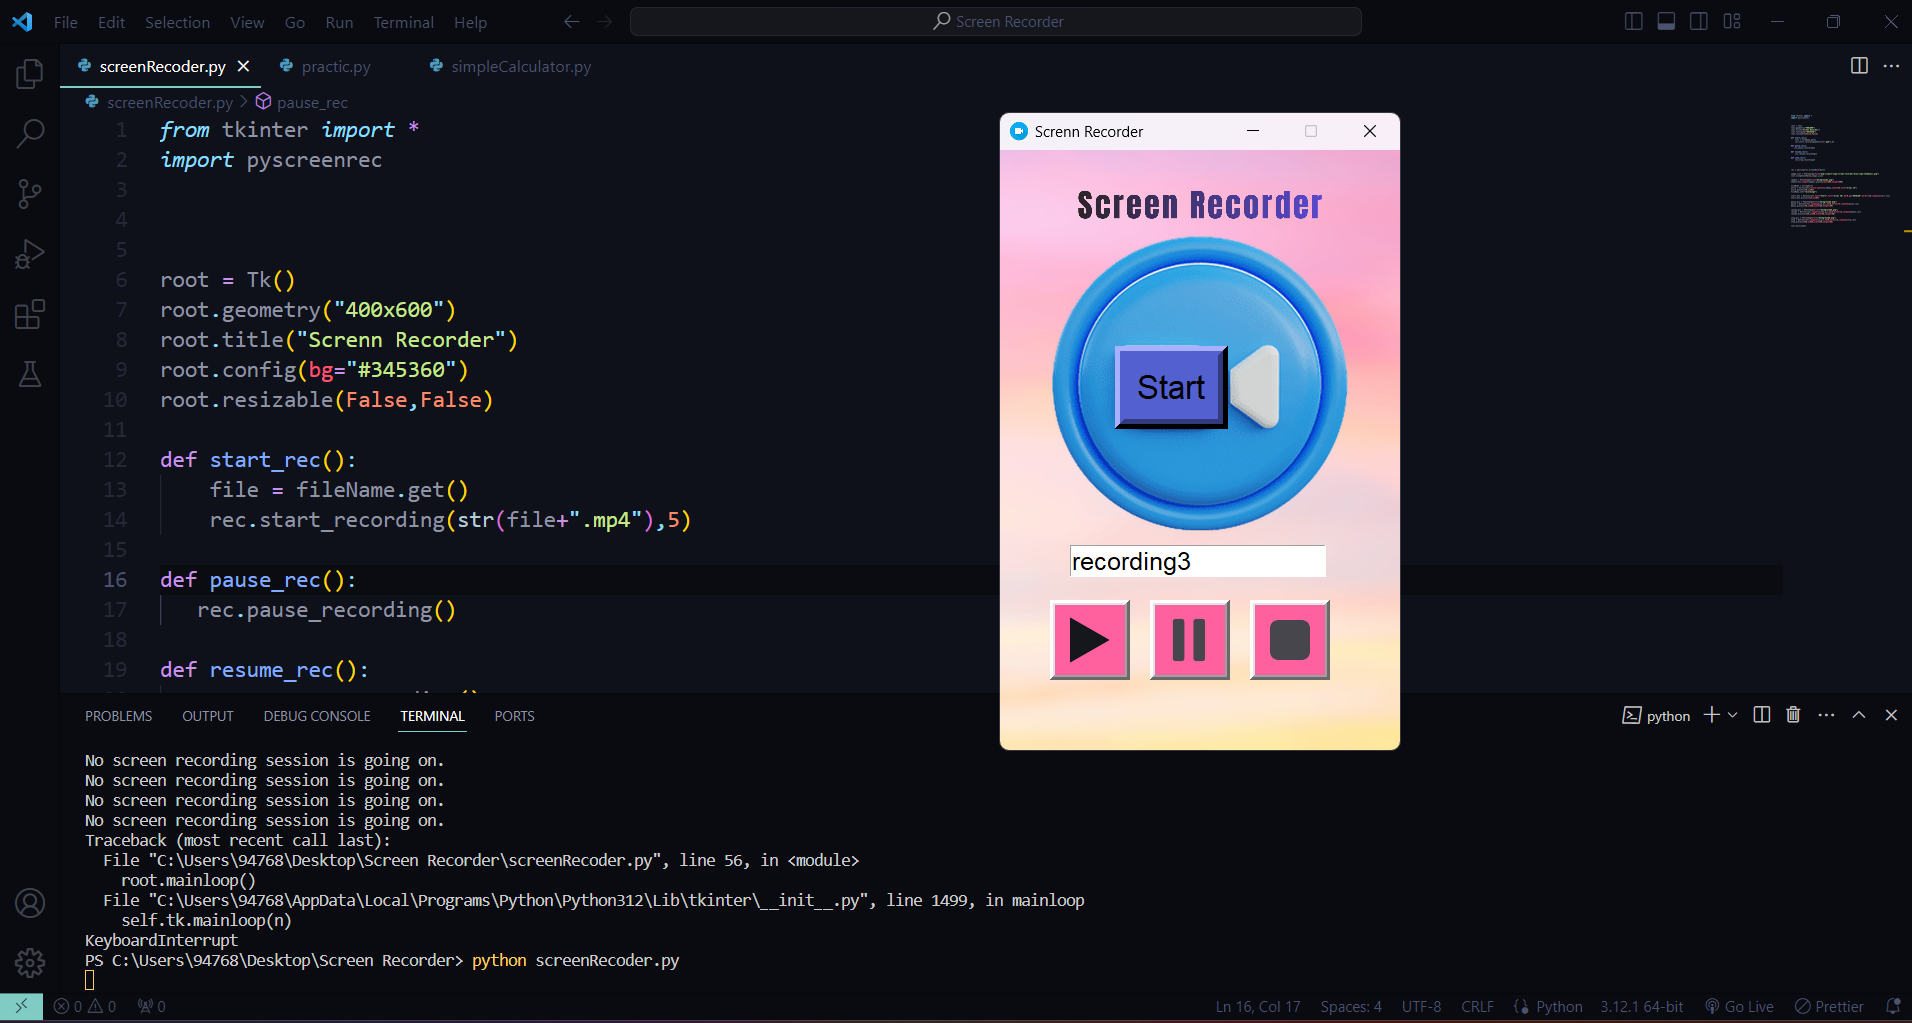 File Edit Selection View Go Run Terminal Help
Screen Recorder
screenRecoder.py
practic.py
simpleCalculator.py
screenRecoder.py > pause_rec
1 from tkinter import *
2 import pyscreenrec
3
4
5
6 root = Tk()
7 root.geometry("400x600")
8 root.title("Screnn Recorder")
9 root.config(bg="#345360")
10 root.resizable(False,False)
11
12 def start_rec():
13 file = fileName.get()
14 rec.start_recording(str(file+".mp4"),5)
15
16 def pause_rec():
17 rec.pause_recording()
18
19 def resume_rec():
Screnn Recorder
Screen Recorder
Start
recording3
PROBLEMS OUTPUT DEBUG CONSOLE TERMINAL PORTS
python
No screen recording session is going on.
No screen recording session is going on.
No screen recording session is going on.
No screen recording session is going on.
Traceback (most recent call last):
File "C:\Users\94768\Desktop\Screen Recorder\screenRecoder.py", line 56, in <module>
root.mainloop()
File "C:\Users\94768\AppData\Local\Programs\Python\Python312\Lib\tkinter\__init__.py", line 1499, in mainloop
self.tk.mainloop(n)
KeyboardInterrupt
PS C:\Users\94768\Desktop\Screen Recorder> python screenRecoder.py
0 0 0
Ln 16, Col 17 Spaces: 4 UTF-8 CRLF Python 3.12.1 64-bit Go Live Prettier